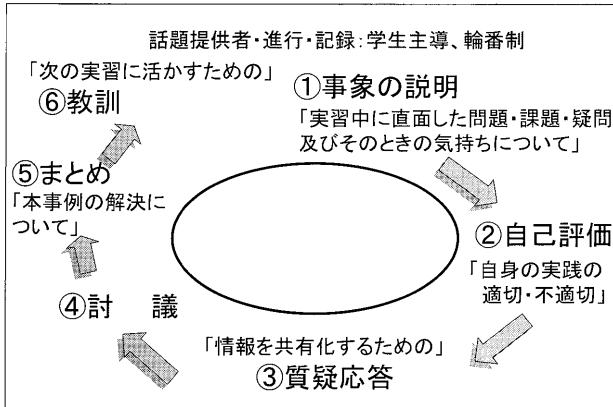 話題提供者・進行・記録:学生主導、輪番制
①事象の説明
「実習中に直面した問題・課題・疑問
及びそのときの気持ちについて」
②自己評価
「自身の実践の
適切・不適切」
「情報を共有化するための」
③質疑応答
④討　議
⑤まとめ
「本事例の解決に
ついて」
「次の実習に活かすための」
⑥教訓